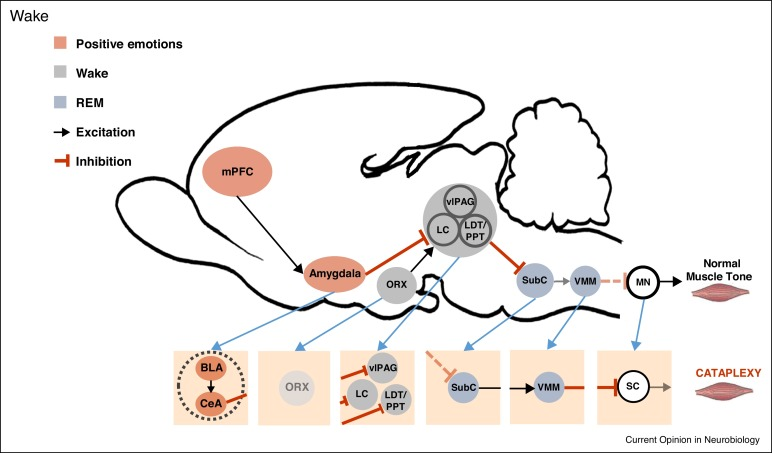 Wake
Positive emotions
Wake
REM
Excitation
Inhibition
mPFC
vlPAG
LC
LDT/
PPT
Amygdala
ORX
SubC
VMM
MN
Normal
Muscle Tone
BLA
CeA
ORX
vlPAG
LC
LDT/
PPT
SubC
VMM
SC
CATAPLEXY
Current Opinion in Neurobiology